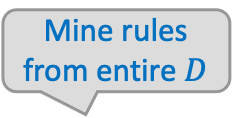 Mine rules
from entire D